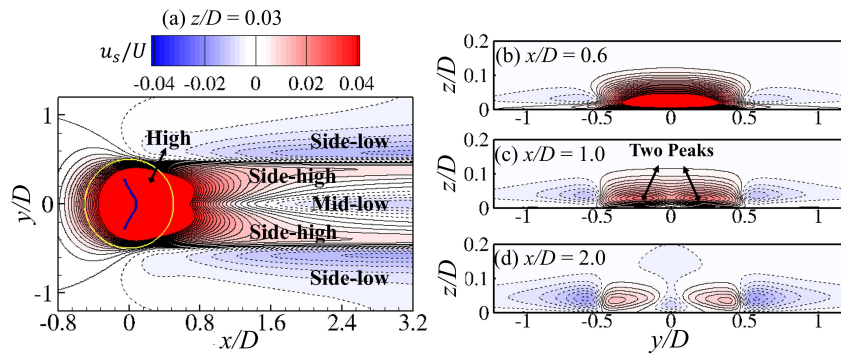 (a) z/D = 0.03
u_s/U
-0.04 -0.02 0 0.02 0.04
High
Side-low
Side-high
Mid-low
Side-high
Side-low
y/D
1
0
-1
-0.8 0 0.8 1.6 2.4 3.2
x/D
(b) x/D = 0.6
z/D
0.2
0.1
0
-1 -0.5 0 0.5 1
(c) x/D = 1.0
Two Peaks
z/D
0.2
0.1
0
-1 -0.5 0 0.5 1
(d) x/D = 2.0
z/D
0.2
0.1
0
-1 -0.5 0 0.5 1
y/D